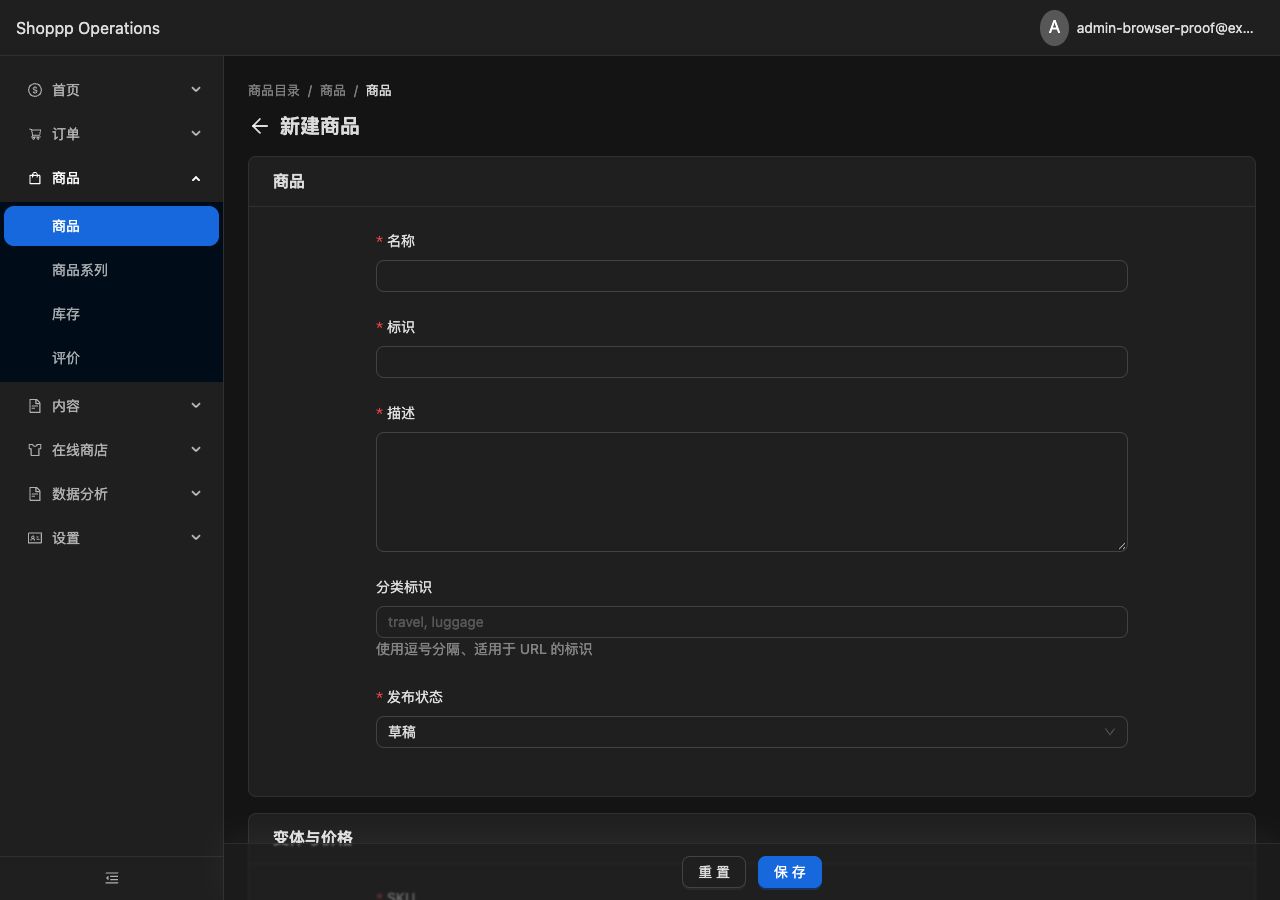 Shoppp Operations
A admin-browser-proof@ex...
首页
订单
商品
商品
商品系列
库存
评价
内容
在线商店
数据分析
设置
商品目录 / 商品 / 商品
新建商品
商品
* 名称
* 标识
* 描述
分类标识
travel, luggage
使用逗号分隔、适用于 URL 的标识
* 发布状态
草稿
变体与价格
* SKU
重 置
保 存